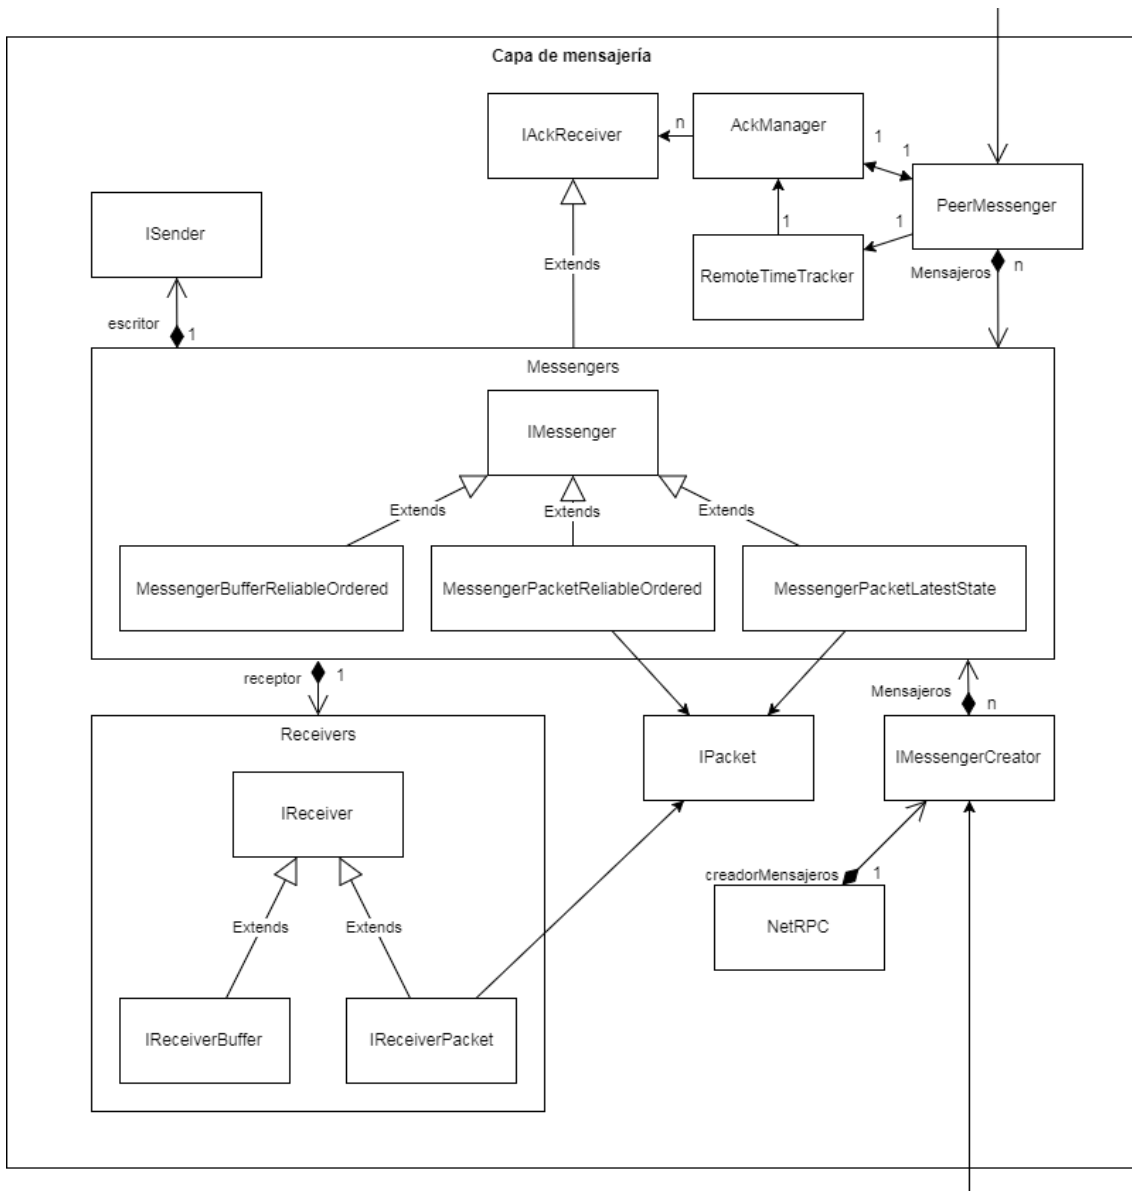 Capa de mensajería
IAckReceiver
n
AckManager
1
1
PeerMessenger
ISender
1
1
RemoteTimeTracker
Extends
Mensajeros
n
escritor
1
Messengers
IMessenger
Extends
Extends
Extends
MessengerBufferReliableOrdered
MessengerPacketReliableOrdered
MessengerPacketLatestState
receptor
1
Mensajeros
n
Receivers
IPacket
IMessengerCreator
IReceiver
creadorMensajeros
1
Extends
Extends
NetRPC
IReceiverBuffer
IReceiverPacket